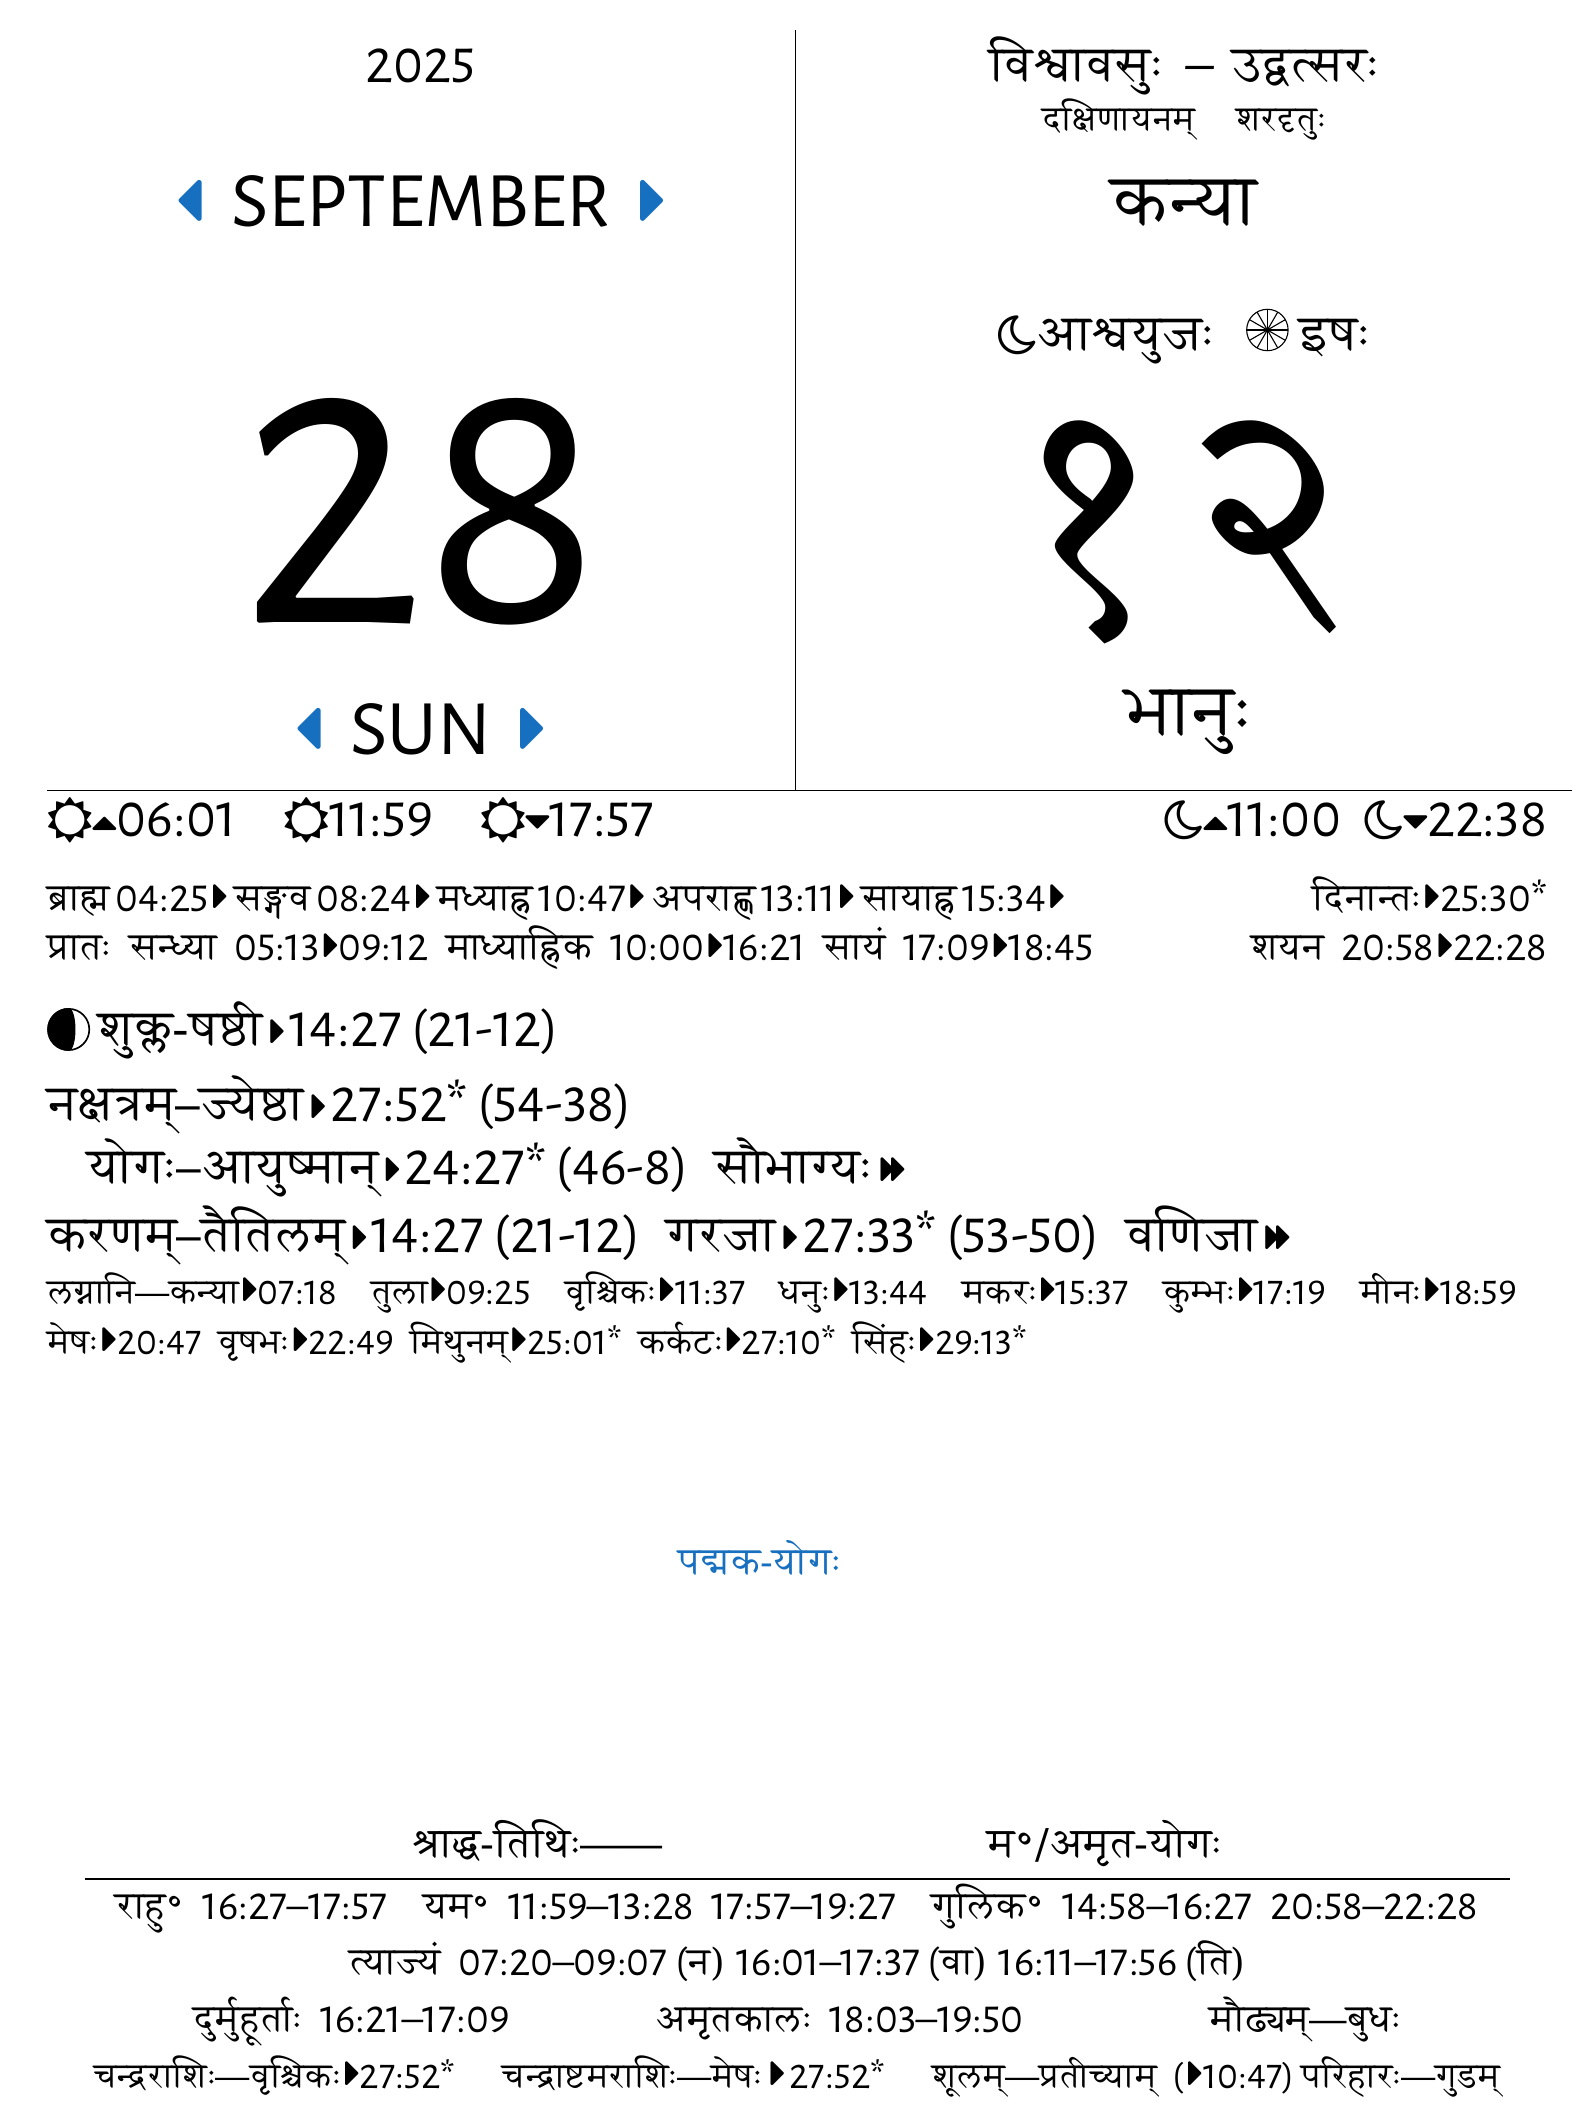 2025
SEPTEMBER
28
SUN
विश्वावसुः – उद्वत्सरः
दक्षिणायनम् शरदृतुः
कन्या
आश्वयुजः इषः
१२
भानुः
06:01 11:59 17:57 11:00 22:38
ब्राह्म 04:25 सङ्गव 08:24 मध्याह्न 10:47 अपराह्ण 13:11 सायाह्न 15:34 दिनान्तः 25:30*
प्रातः सन्ध्या 05:13 09:12 माध्याह्निक 10:00 16:21 सायं 17:09 18:45 शयन 20:58 22:28
शुक्ल-षष्ठी 14:27 (21-12)
नक्षत्रम्–ज्येष्ठा 27:52* (54-38)
योगः–आयुष्मान् 24:27* (46-8) सौभाग्यः
करणम्–तैतिलम् 14:27 (21-12) गरजा 27:33* (53-50) वणिजा
लग्नानि—कन्या 07:18 तुला 09:25 वृश्चिकः 11:37 धनुः 13:44 मकरः 15:37 कुम्भः 17:19 मीनः 18:59
मेषः 20:47 वृषभः 22:49 मिथुनम् 25:01* कर्कटः 27:10* सिंहः 29:13*
पद्मक-योगः
श्राद्ध-तिथिः—— म॰/अमृत-योगः
राहु॰ 16:27–17:57 यम॰ 11:59–13:28 17:57–19:27 गुलिक॰ 14:58–16:27 20:58–22:28
त्याज्यं 07:20–09:07 (न) 16:01–17:37 (वा) 16:11–17:56 (ति)
दुर्मुहूर्ताः 16:21–17:09 अमृतकालः 18:03–19:50 मौढ्यम्—बुधः
चन्द्रराशिः—वृश्चिकः 27:52* चन्द्राष्टमराशिः—मेषः 27:52* शूलम्—प्रतीच्याम् (10:47) परिहारः—गुडम्